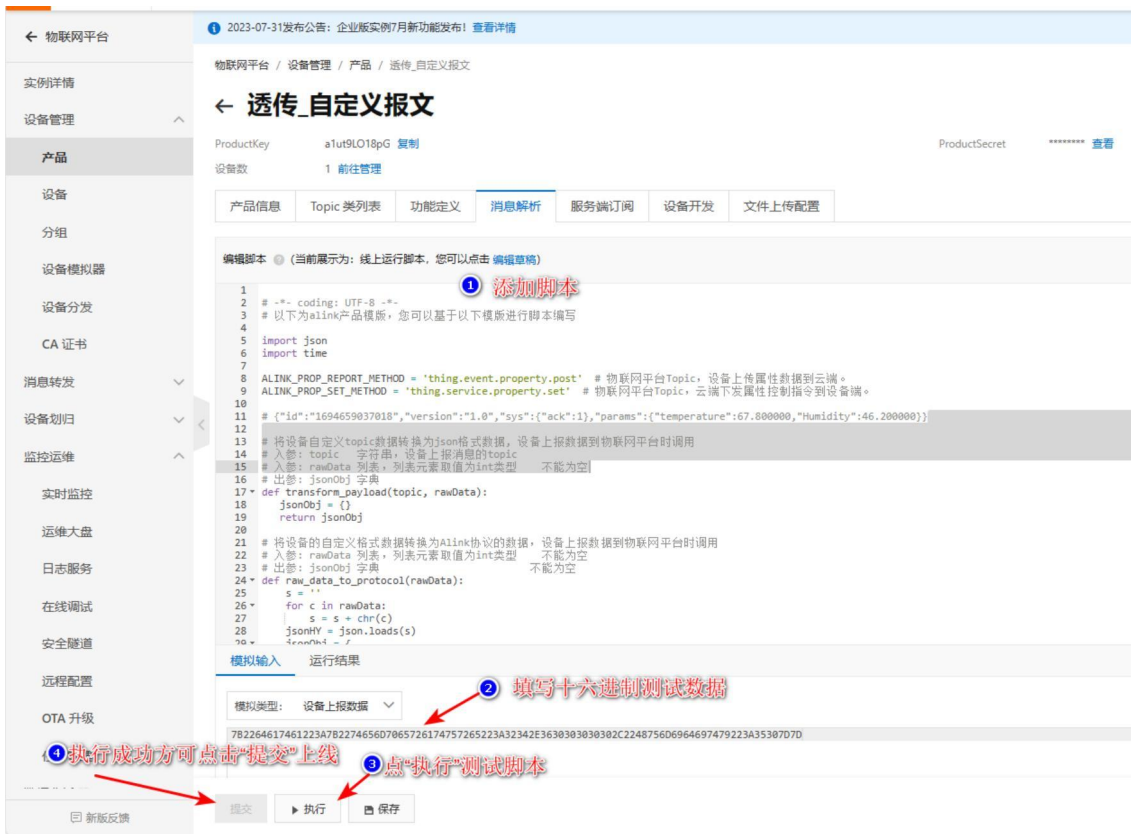 物联网平台
2023-07-31发布公告：企业版实例7月新功能发布！查看详情
实例详情
设备管理
产品
设备
分组
设备模拟器
设备分发
CA 证书
消息转发
设备划归
监控运维
实时监控
运维大盘
日志服务
在线调试
安全隧道
远程配置
OTA 升级
新版反馈
物联网平台 / 设备管理 / 产品 / 透传_自定义报文
透传_自定义报文
ProductKey a1ut9LO18pG 复制
ProductSecret ******** 查看
设备数 1 前往管理
产品信息 Topic 类列表 功能定义 消息解析 服务端订阅 设备开发 文件上传配置
编辑脚本 (当前展示为：线上运行脚本，您可以点击 编辑草稿)
1 添加脚本
1
2 # -*- coding: UTF-8 -*-
3 # 以下为alink产品模版，您可以基于以下模版进行脚本编写
4
5 import json
6 import time
7
8 ALINK_PROP_REPORT_METHOD = 'thing.event.property.post' # 物联网平台Topic，设备上传属性数据到云端。
9 ALINK_PROP_SET_METHOD = 'thing.service.property.set' # 物联网平台Topic，云端下发属性控制指令到设备端。
10
11 # {"id":"1694659037018","version":"1.0","sys":{"ack":1},"params":{"temperature":67.800000,"Humidity":46.200000}}
12
13 # 将设备自定义topic数据转换为json格式数据, 设备上报数据到物联网平台时调用
14 # 入参: topic 字符串，设备上报消息的topic
15 # 入参: rawData 列表，列表元素取值为int类型 不能为空
16 # 出参: jsonObj 字典
17 def transform_payload(topic, rawData):
18 jsonObj = {}
19 return jsonObj
20
21 # 将设备的自定义格式数据转换为Alink协议的数据，设备上报数据到物联网平台时调用
22 # 入参: rawData 列表，列表元素取值为int类型 不能为空
23 # 出参: jsonObj 字典 不能为空
24 def raw_data_to_protocol(rawData):
25 s = ''
26 for c in rawData:
27 s = s + chr(c)
28 jsonHY = json.loads(s)
29 jsonObj = {
模拟输入 运行结果
2 填写十六进制测试数据
模拟类型： 设备上报数据
7B2264617461223A7B2274656D7065726174757265223A32342E3630303030302C2248756D6964697479223A35307D7D
4 执行成功方可点击“提交”上线
3 点“执行”测试脚本
提交 执行 保存